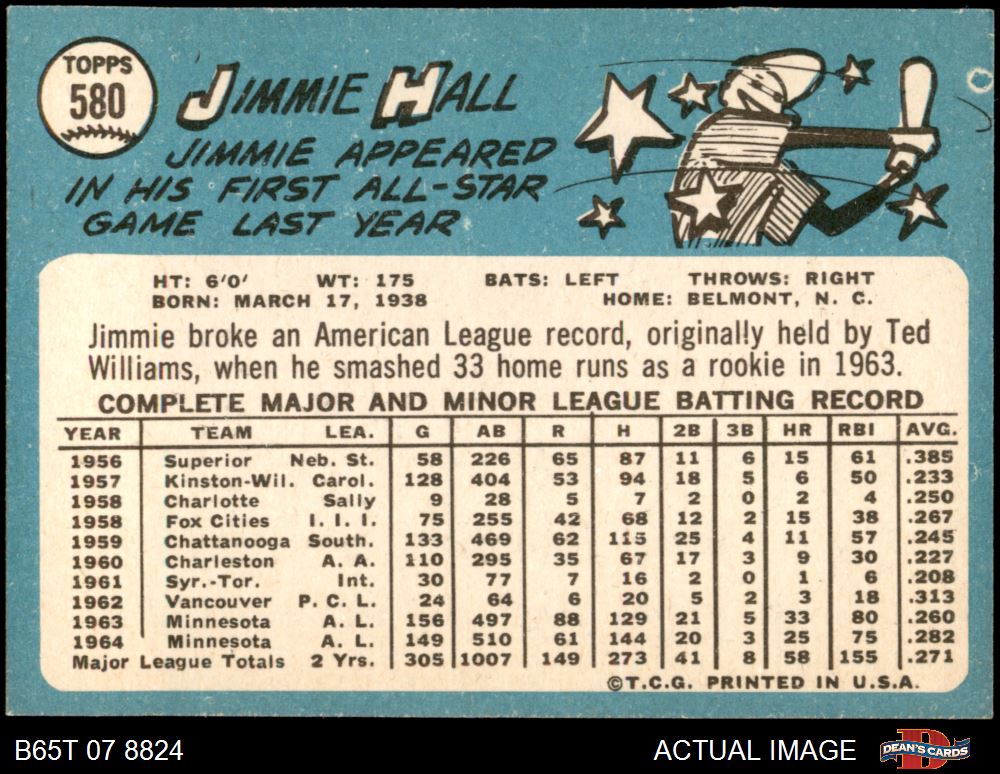 TOPPS
580
JIMMIE HALL
JIMMIE APPEARED
IN HIS FIRST ALL-STAR
GAME LAST YEAR
HT: 6'0' WT: 175 BATS: LEFT THROWS: RIGHT
BORN: MARCH 17, 1938 HOME: BELMONT, N. C.
Jimmie broke an American League record, originally held by Ted
Williams, when he smashed 33 home runs as a rookie in 1963.
COMPLETE MAJOR AND MINOR LEAGUE BATTING RECORD
YEAR TEAM LEA. G AB R H 2B 3B HR RBI AVG.
1956 Superior Neb. St. 58 226 65 87 11 6 15 61 .385
1957 Kinston-Wil. Carol. 128 404 53 94 18 5 6 50 .233
1958 Charlotte Sally 9 28 5 7 2 0 2 4 .250
1958 Fox Cities I. I. I. 75 255 42 68 12 2 15 38 .267
1959 Chattanooga South. 133 469 62 115 25 4 11 57 .245
1960 Charleston A. A. 110 295 35 67 17 3 9 30 .227
1961 Syr.-Tor. Int. 30 77 7 16 2 0 1 6 .208
1962 Vancouver P. C. L. 24 64 6 20 5 2 3 18 .313
1963 Minnesota A. L. 156 497 88 129 21 5 33 80 .260
1964 Minnesota A. L. 149 510 61 144 20 3 25 75 .282
Major League Totals 2 Yrs. 305 1007 149 273 41 8 58 155 .271
©T.C.G. PRINTED IN U.S.A.
B65T 07 8824 ACTUAL IMAGE DEAN'S CARDS